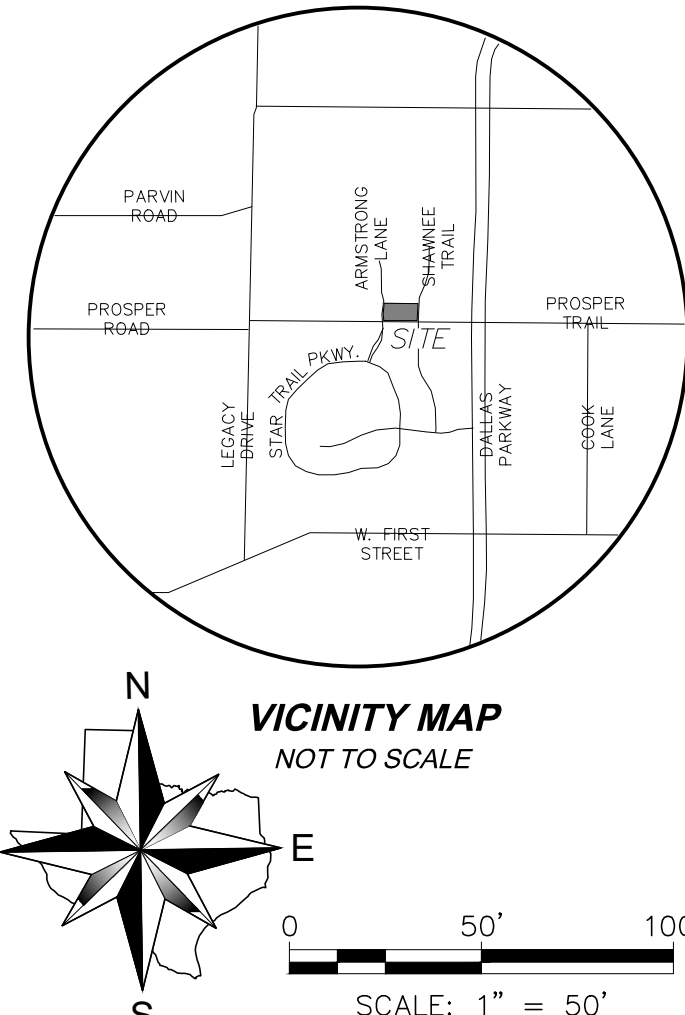 PARVIN
ROAD
ARMSTRONG
LANE
SHAWNEE
TRAIL
PROSPER
ROAD
PROSPER
TRAIL
SITE
STAR TRAIL PKWY.
LEGACY
DRIVE
DALLAS
PARKWAY
COOK
LANE
W. FIRST
STREET
N
VICINITY MAP
NOT TO SCALE
E
S
0 50' 100
SCALE: 1" = 50'